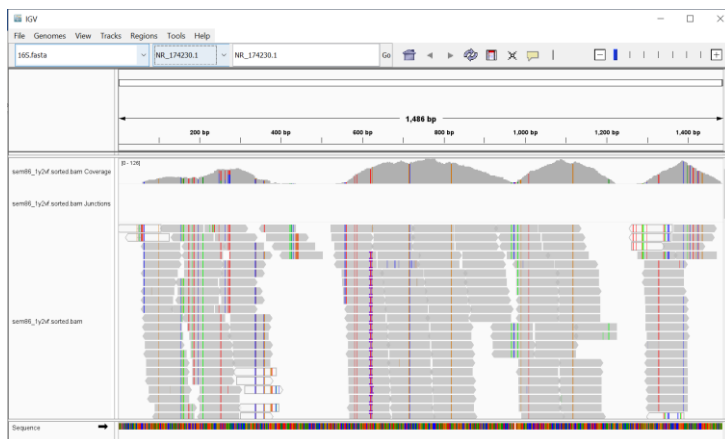 IGV
File Genomes View Tracks Regions Tools Help
16S.fasta NR_174230.1 NR_174230.1 Go
1,486 bp
200 bp 400 bp 600 bp 800 bp 1,000 bp 1,200 bp 1,400 bp
sem86_1y2vf sorted.bam Coverage
[0 - 126]
sem86_1y2vf sorted.bam Junctions
sem86_1y2vf.sorted.bam
Sequence